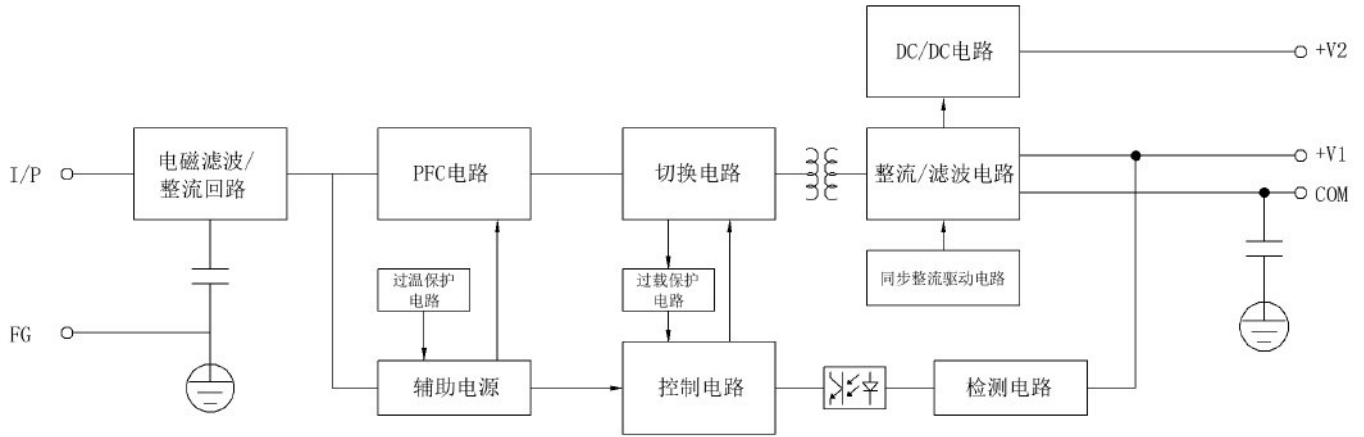 DC/DC电路
+V2
I/P
电磁滤波/
整流回路
PFC电路
切换电路
整流/滤波电路
+V1
COM
过温保护
电路
过载保护
电路
同步整流驱动电路
FG
辅助电源
控制电路
检测电路